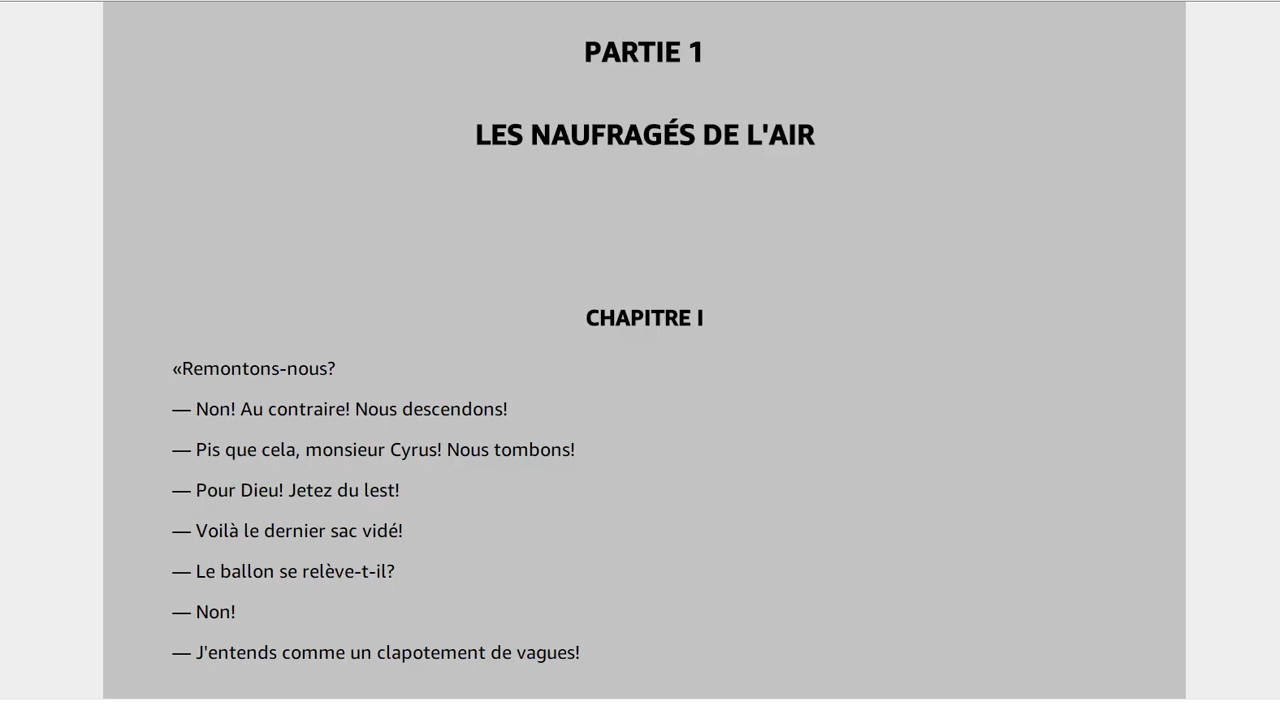 PARTIE 1
LES NAUFRAGÉS DE L'AIR
CHAPITRE I
«Remontons-nous?
— Non! Au contraire! Nous descendons!
— Pis que cela, monsieur Cyrus! Nous tombons!
— Pour Dieu! Jetez du lest!
— Voilà le dernier sac vidé!
— Le ballon se relève-t-il?
— Non!
— J'entends comme un clapotement de vagues!